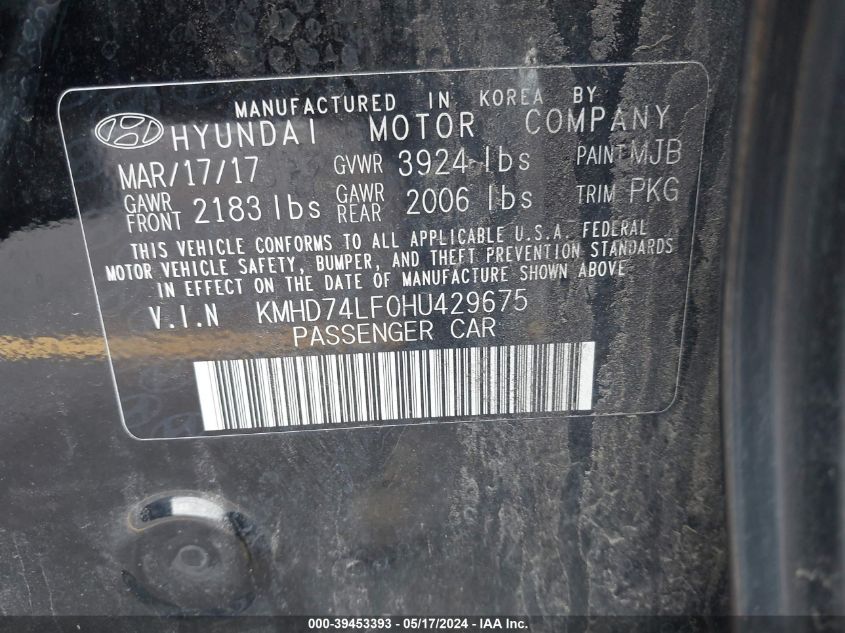 MANUFACTURED IN KOREA BY
HYUNDAI MOTOR COMPANY
MAR/17/17 GVWR 3924 lbs PAINT MJB
GAWR FRONT 2183 lbs GAWR REAR 2006 lbs TRIM PKG
THIS VEHICLE CONFORMS TO ALL APPLICABLE U.S.A. FEDERAL
MOTOR VEHICLE SAFETY, BUMPER, AND THEFT PREVENTION STANDARDS
IN EFFECT ON THE DATE OF MANUFACTURE SHOWN ABOVE
V.I.N KMHD74LF0HU429675
PASSENGER CAR
000-39453393 - 05/17/2024 - IAA Inc.